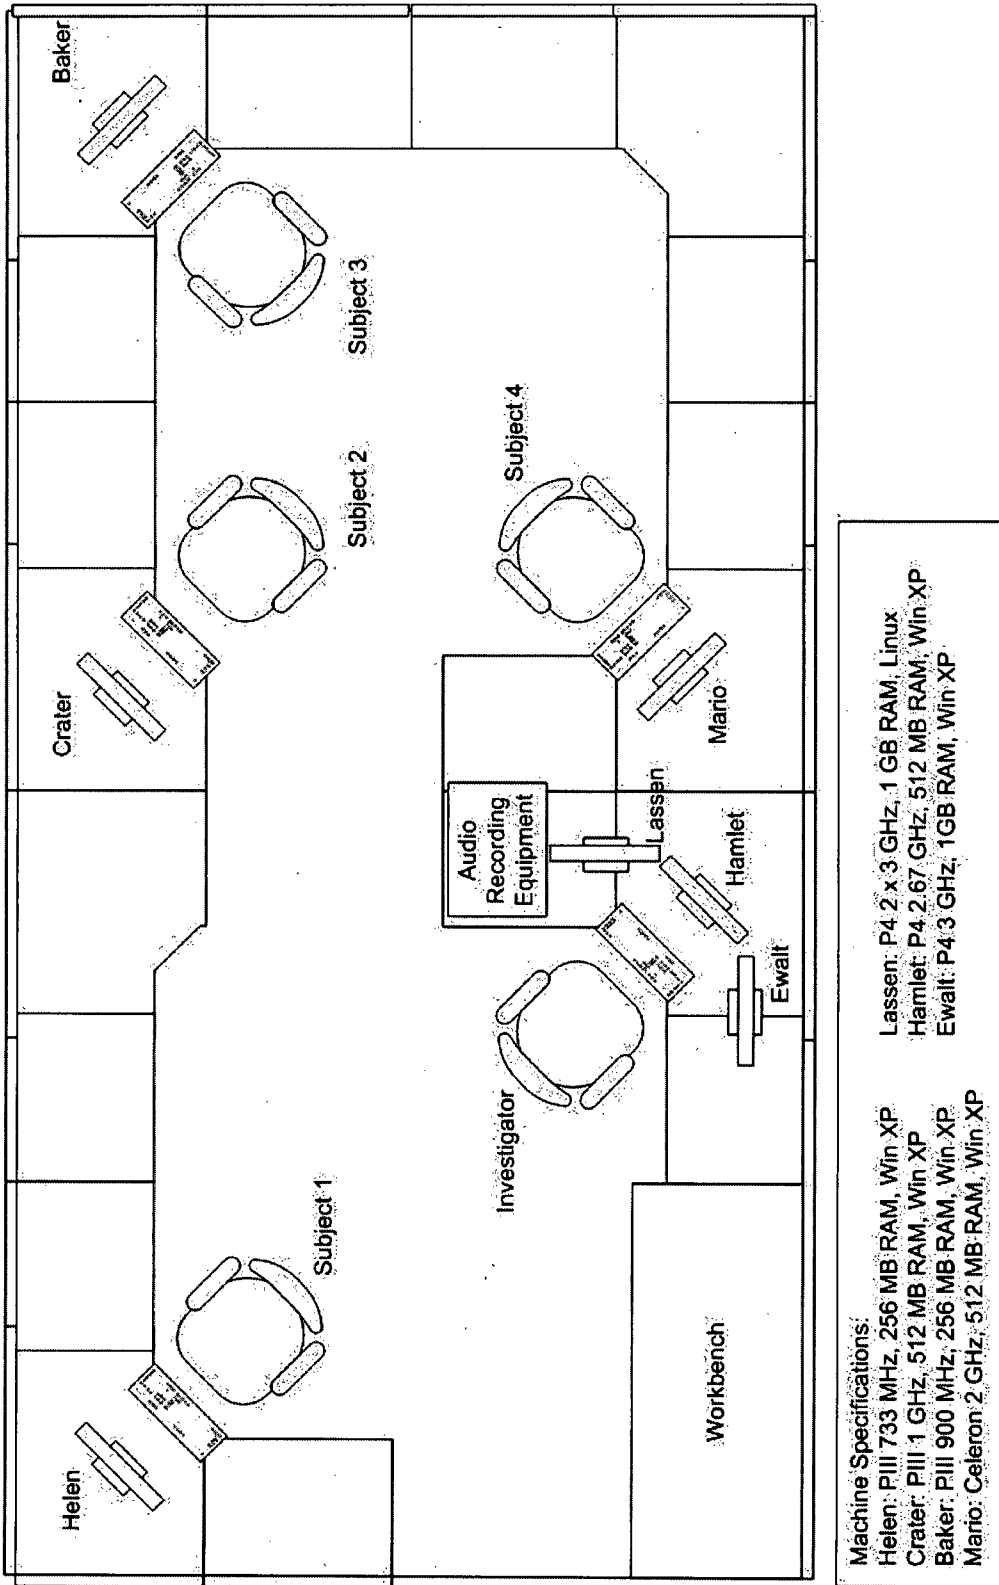 Baker
Subject 3
Subject 2
Subject 4
Crater
Mario
Audio
Recording
Equipment
Lassen
Hamlet
Ewalt
Investigator
Subject 1
Helen
Workbench
Machine Specifications:
Helen: PIII 733 MHz, 256 MB RAM, Win XP
Crater: PIII 1 GHz, 512 MB RAM, Win XP
Baker: PIII 900 MHz, 256 MB RAM, Win XP
Mario: Celeron 2 GHz, 512 MB RAM, Win XP
Lassen: P4 2 x 3 GHz, 1 GB RAM, Linux
Hamlet: P4 2.67 GHz, 512 MB RAM, Win XP
Ewalt: P4 3 GHz, 1GB RAM, Win XP